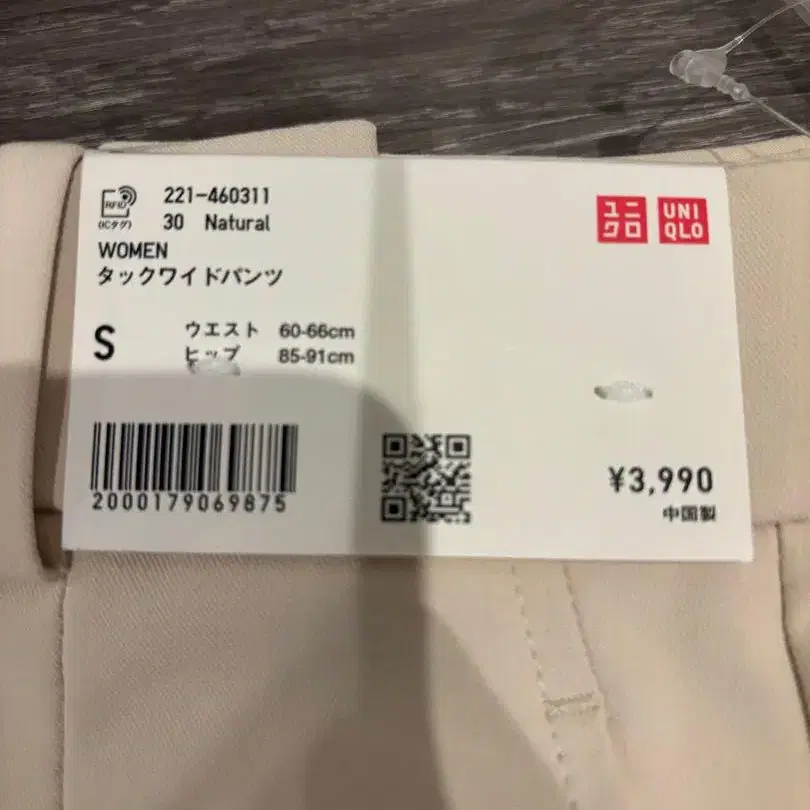 RFID
(ICタグ)
221-460311
30 Natural
WOMEN
タックワイドパンツ
S
ウエスト 60-66cm
ヒップ 85-91cm
2000179069875
ユニ
クロ
UNI
QLO
¥3,990
中国製